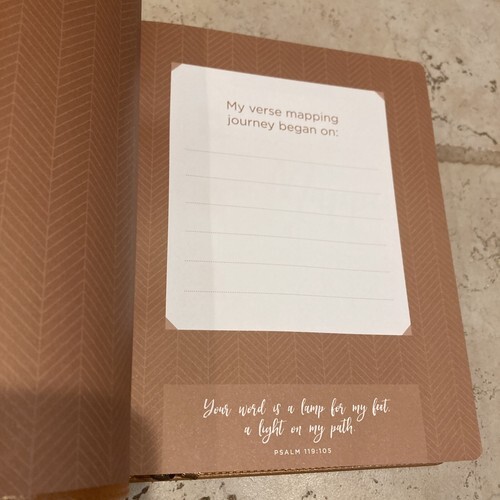 My verse mapping
journey began on:
Your word is a lamp for my feet,
a light on my path.
PSALM 119:105